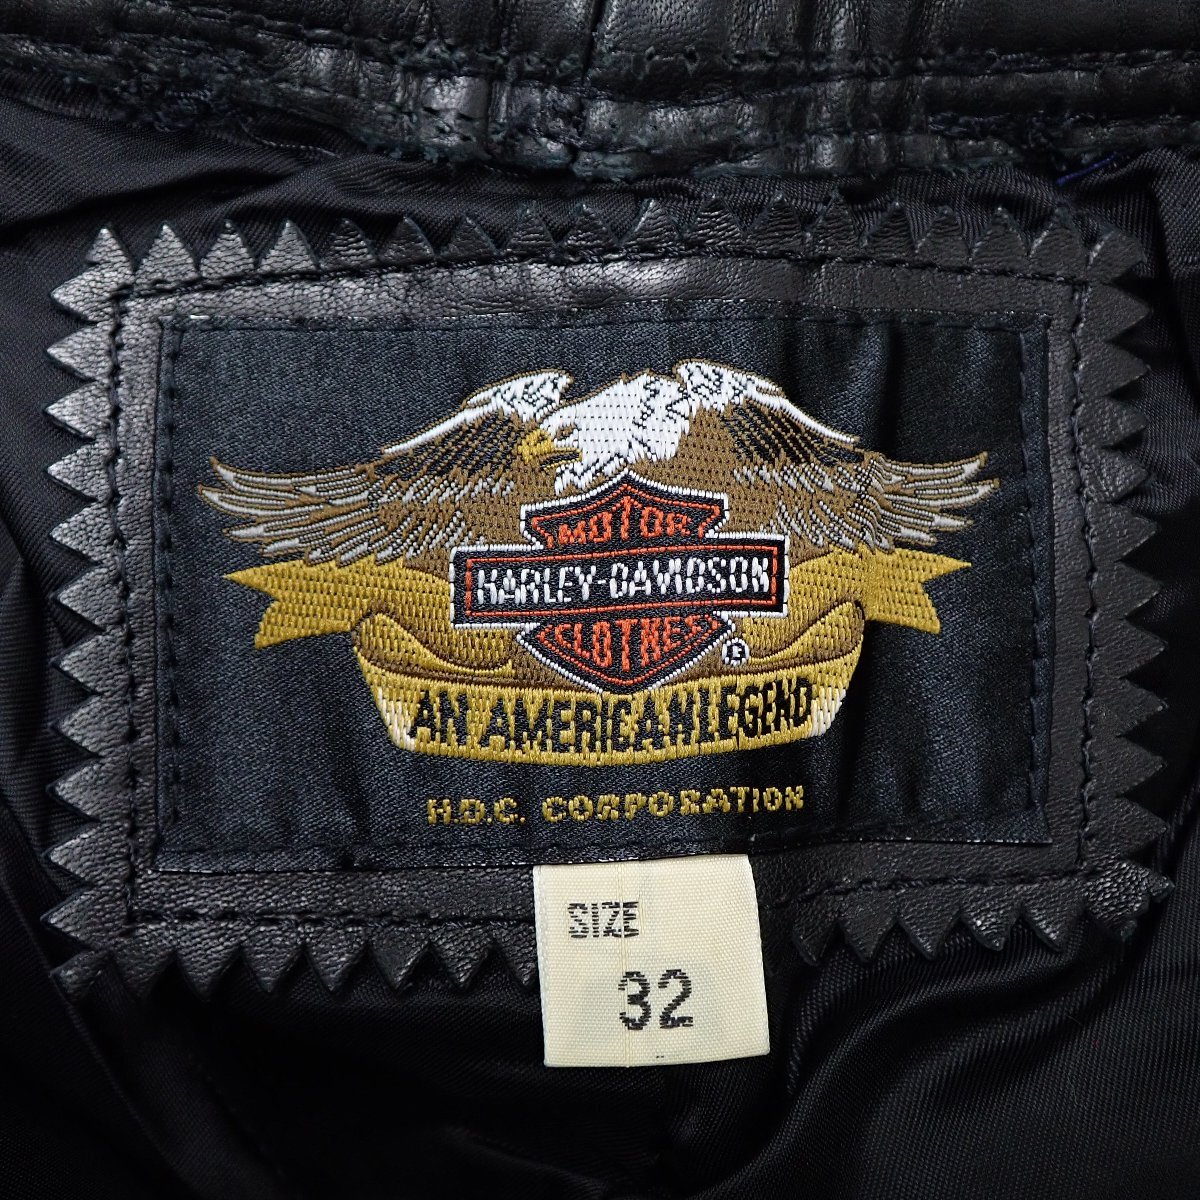 MOTOR
HARLEY-DAVIDSON
CLOTHES
®
AN AMERICAN LEGEND
H.D.C. CORPORATION
SIZE
32